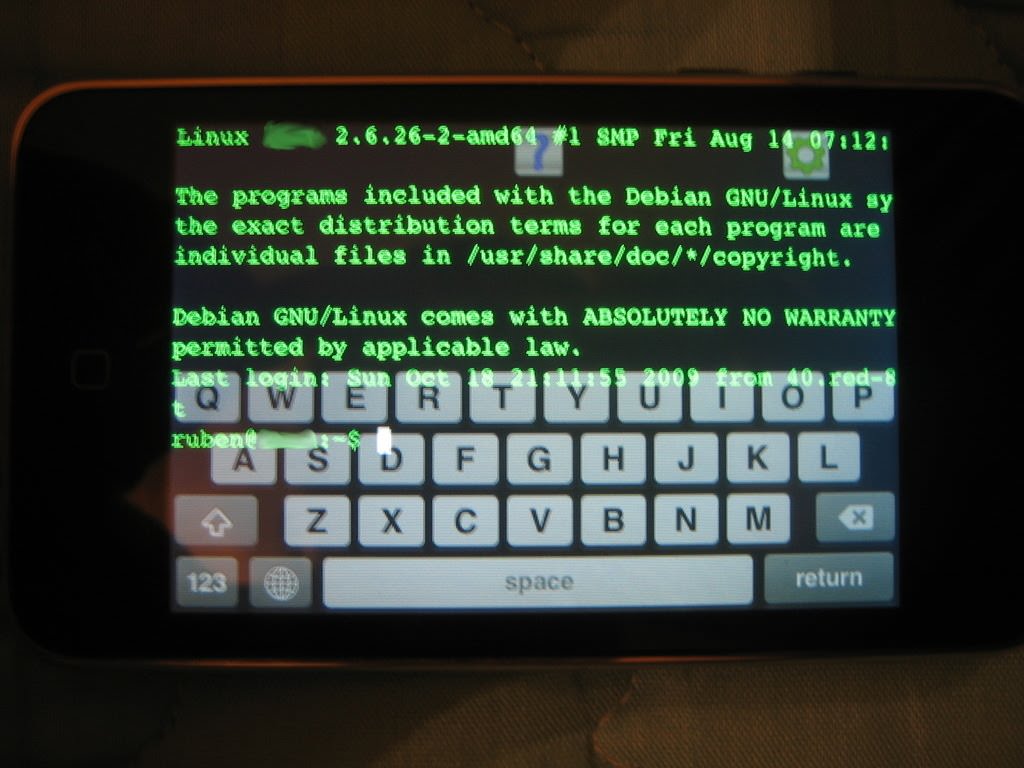 Linux 2.6.26-2-amd64 #1 SMP Fri Aug 14 07:12:
?
The programs included with the Debian GNU/Linux sy
the exact distribution terms for each program are
individual files in /usr/share/doc/*/copyright.
Debian GNU/Linux comes with ABSOLUTELY NO WARRANTY
permitted by applicable law.
Last login: Sun Oct 18 21:11:55 2009 from 40.red-8
t
ruben@ :~$
Q W E R T Y U I O P
A S D F G H J K L
Z X C V B N M
123 space return